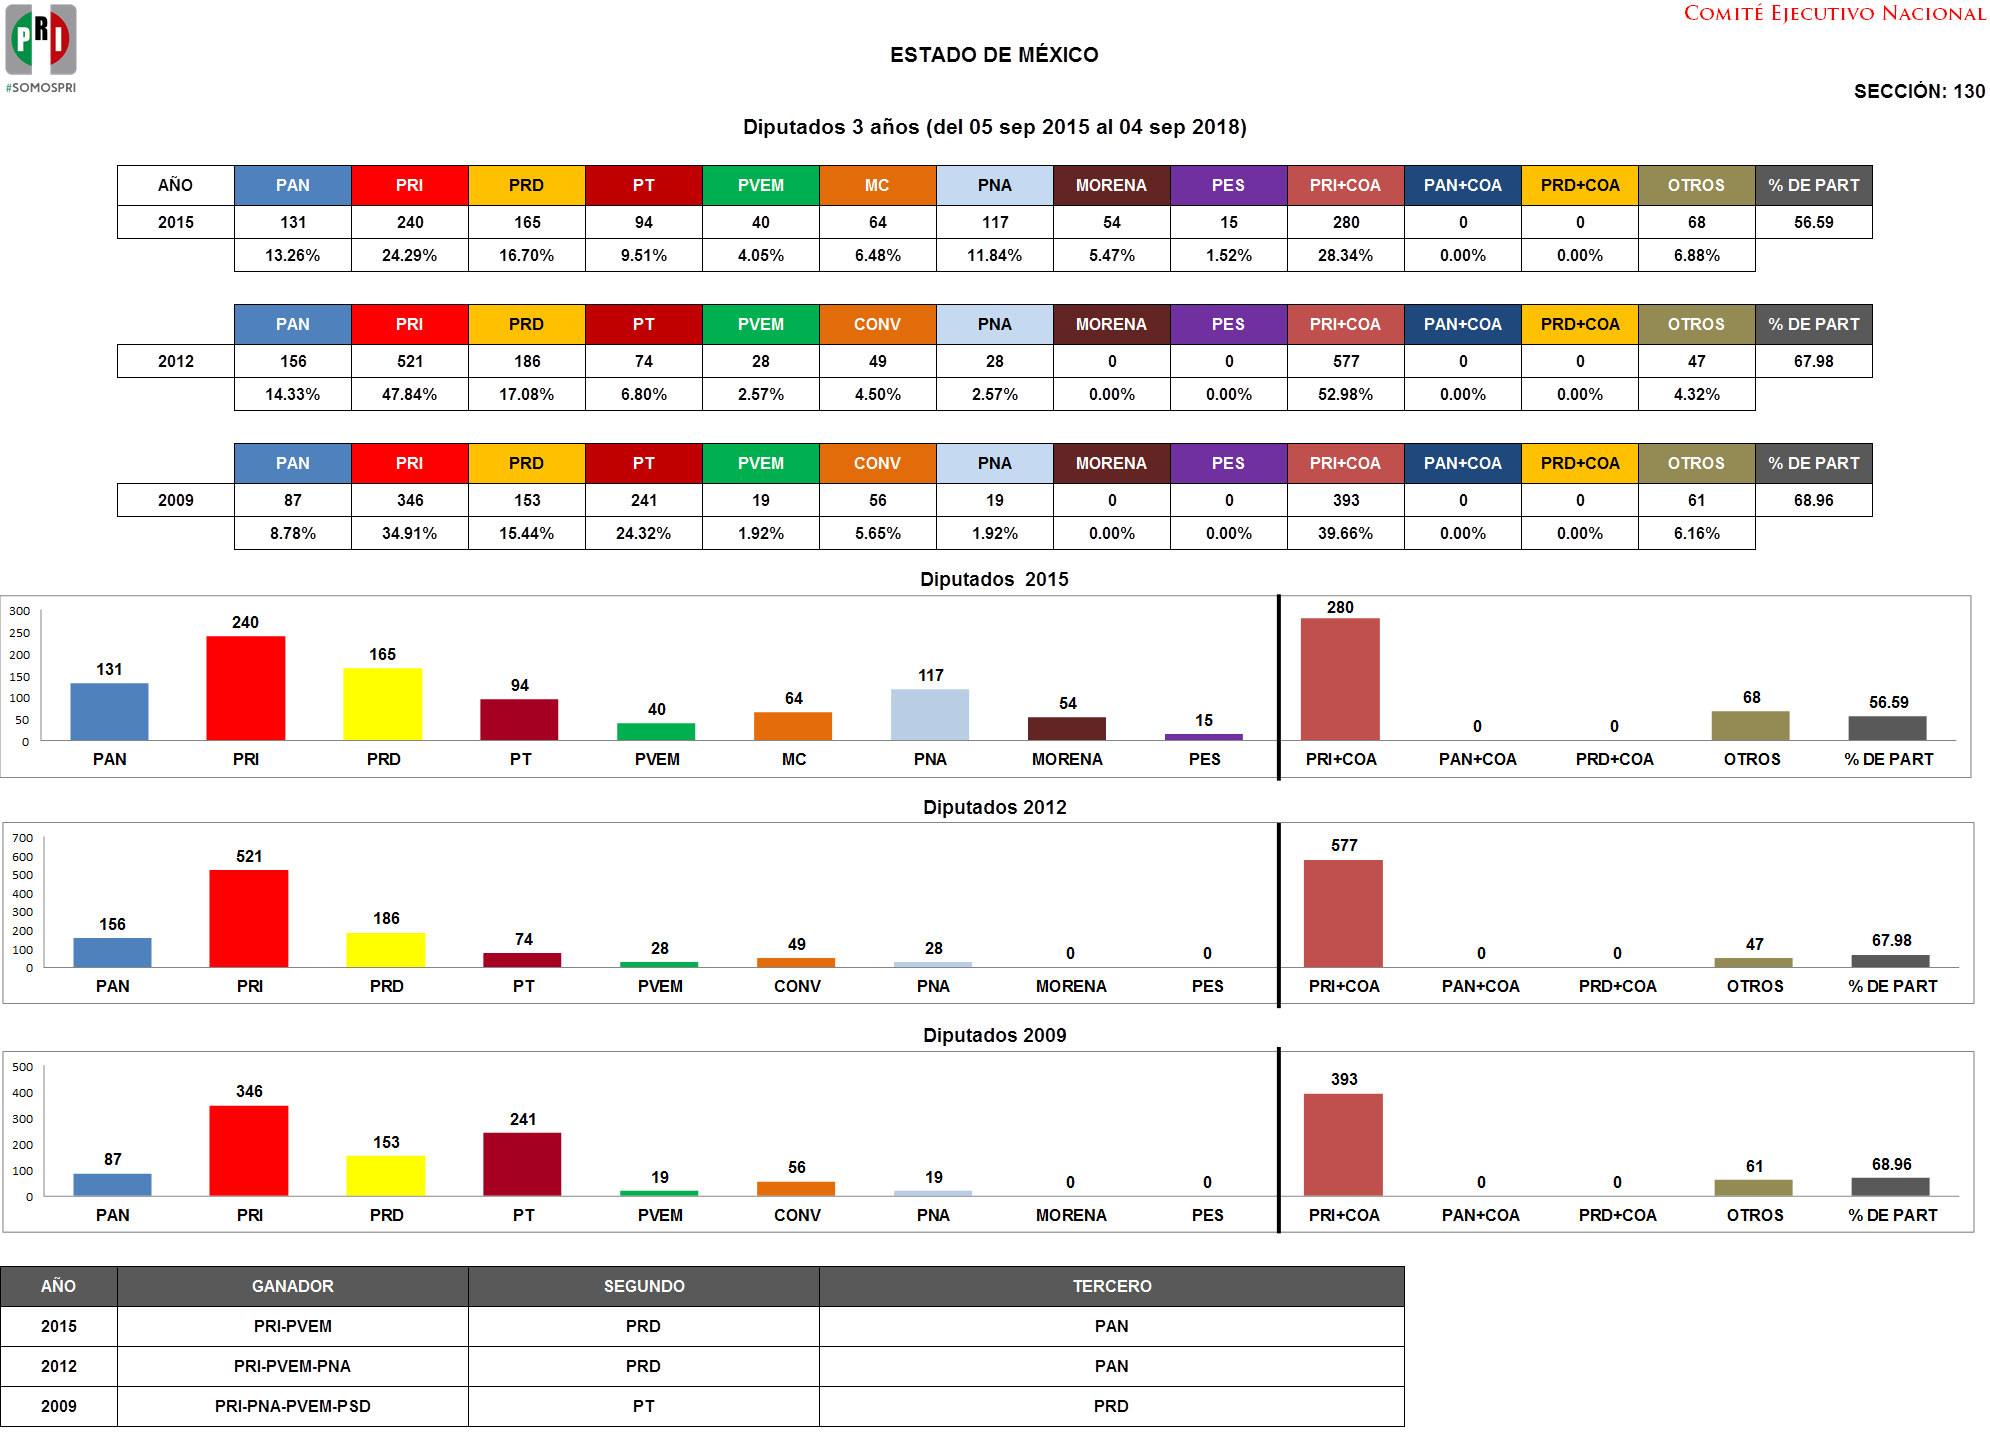 PRI
#SOMOSPRI
COMITÉ EJECUTIVO NACIONAL
ESTADO DE MÉXICO
SECCIÓN: 130
Diputados 3 años (del 05 sep 2015 al 04 sep 2018)
AÑO PAN PRI PRD PT PVEM MC PNA MORENA PES PRI+COA PAN+COA PRD+COA OTROS % DE PART
2015 131 240 165 94 40 64 117 54 15 280 0 0 68 56.59
13.26% 24.29% 16.70% 9.51% 4.05% 6.48% 11.84% 5.47% 1.52% 28.34% 0.00% 0.00% 6.88%
PAN PRI PRD PT PVEM CONV PNA MORENA PES PRI+COA PAN+COA PRD+COA OTROS % DE PART
2012 156 521 186 74 28 49 28 0 0 577 0 0 47 67.98
14.33% 47.84% 17.08% 6.80% 2.57% 4.50% 2.57% 0.00% 0.00% 52.98% 0.00% 0.00% 4.32%
PAN PRI PRD PT PVEM CONV PNA MORENA PES PRI+COA PAN+COA PRD+COA OTROS % DE PART
2009 87 346 153 241 19 56 19 0 0 393 0 0 61 68.96
8.78% 34.91% 15.44% 24.32% 1.92% 5.65% 1.92% 0.00% 0.00% 39.66% 0.00% 0.00% 6.16%
Diputados 2015
300
250
200
150
100
50
0
131 240 165 94 40 64 117 54 15 280 0 0 68 56.59
PAN PRI PRD PT PVEM MC PNA MORENA PES PRI+COA PAN+COA PRD+COA OTROS % DE PART
Diputados 2012
700
600
500
400
300
200
100
0
156 521 186 74 28 49 28 0 0 577 0 0 47 67.98
PAN PRI PRD PT PVEM CONV PNA MORENA PES PRI+COA PAN+COA PRD+COA OTROS % DE PART
Diputados 2009
500
400
300
200
100
0
87 346 153 241 19 56 19 0 0 393 0 0 61 68.96
PAN PRI PRD PT PVEM CONV PNA MORENA PES PRI+COA PAN+COA PRD+COA OTROS % DE PART
AÑO GANADOR SEGUNDO TERCERO
2015 PRI-PVEM PRD PAN
2012 PRI-PVEM-PNA PRD PAN
2009 PRI-PNA-PVEM-PSD PT PRD